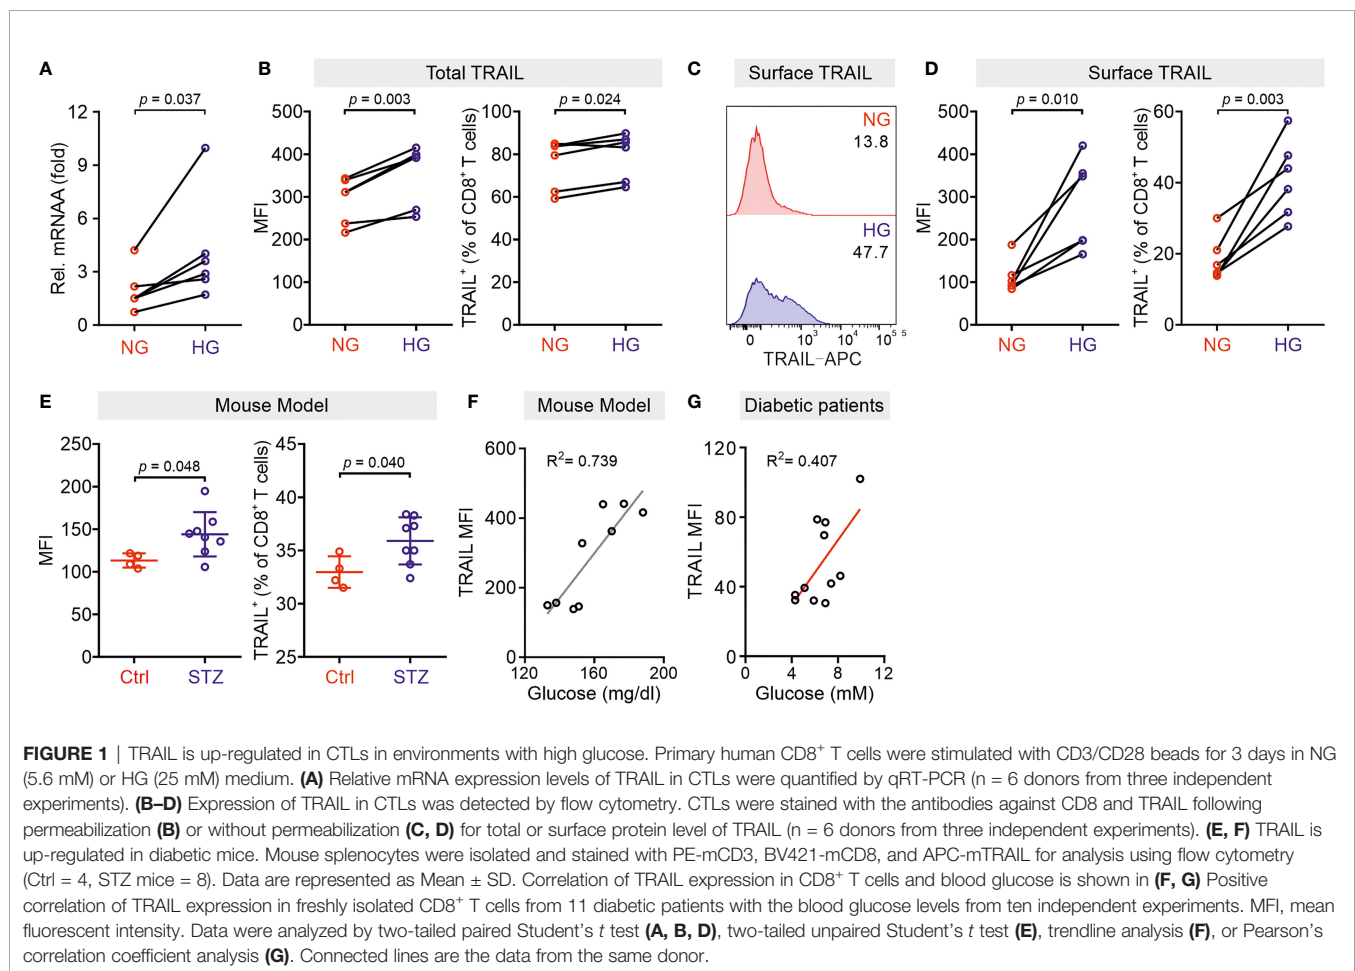 A
p = 0.037
Rel. mRNAA (fold)
12
9
6
3
0
NG HG
B
Total TRAIL
p = 0.003
MFI
500
400
300
200
100
0
NG HG
p = 0.024
TRAIL+ (% of CD8+ T cells)
100
80
60
40
20
0
NG HG
C
Surface TRAIL
NG
13.8
HG
47.7
0 10³ 10⁴ 10⁵ 5
TRAIL–APC
D
Surface TRAIL
p = 0.010
MFI
500
400
300
200
100
0
NG HG
p = 0.003
TRAIL+ (% of CD8+ T cells)
60
40
20
0
NG HG
E
Mouse Model
p = 0.048
MFI
250
200
150
100
50
0
Ctrl STZ
p = 0.040
TRAIL+ (% of CD8+ T cells)
45
41
37
33
29
25
Ctrl STZ
F
Mouse Model
R²= 0.739
TRAIL MFI
600
400
200
0
120 160 200
Glucose (mg/dl)
G
Diabetic patients
R²= 0.407
TRAIL MFI
120
80
40
0
0 4 8 12
Glucose (mM)
FIGURE 1 | TRAIL is up-regulated in CTLs in environments with high glucose. Primary human CD8+ T cells were stimulated with CD3/CD28 beads for 3 days in NG
(5.6 mM) or HG (25 mM) medium. (A) Relative mRNA expression levels of TRAIL in CTLs were quantified by qRT-PCR (n = 6 donors from three independent
experiments). (B–D) Expression of TRAIL in CTLs was detected by flow cytometry. CTLs were stained with the antibodies against CD8 and TRAIL following
permeabilization (B) or without permeabilization (C, D) for total or surface protein level of TRAIL (n = 6 donors from three independent experiments). (E, F) TRAIL is
up-regulated in diabetic mice. Mouse splenocytes were isolated and stained with PE-mCD3, BV421-mCD8, and APC-mTRAIL for analysis using flow cytometry
(Ctrl = 4, STZ mice = 8). Data are represented as Mean ± SD. Correlation of TRAIL expression in CD8+ T cells and blood glucose is shown in (F, G) Positive
correlation of TRAIL expression in freshly isolated CD8+ T cells from 11 diabetic patients with the blood glucose levels from ten independent experiments. MFI, mean
fluorescent intensity. Data were analyzed by two-tailed paired Student's t test (A, B, D), two-tailed unpaired Student's t test (E), trendline analysis (F), or Pearson's
correlation coefficient analysis (G). Connected lines are the data from the same donor.